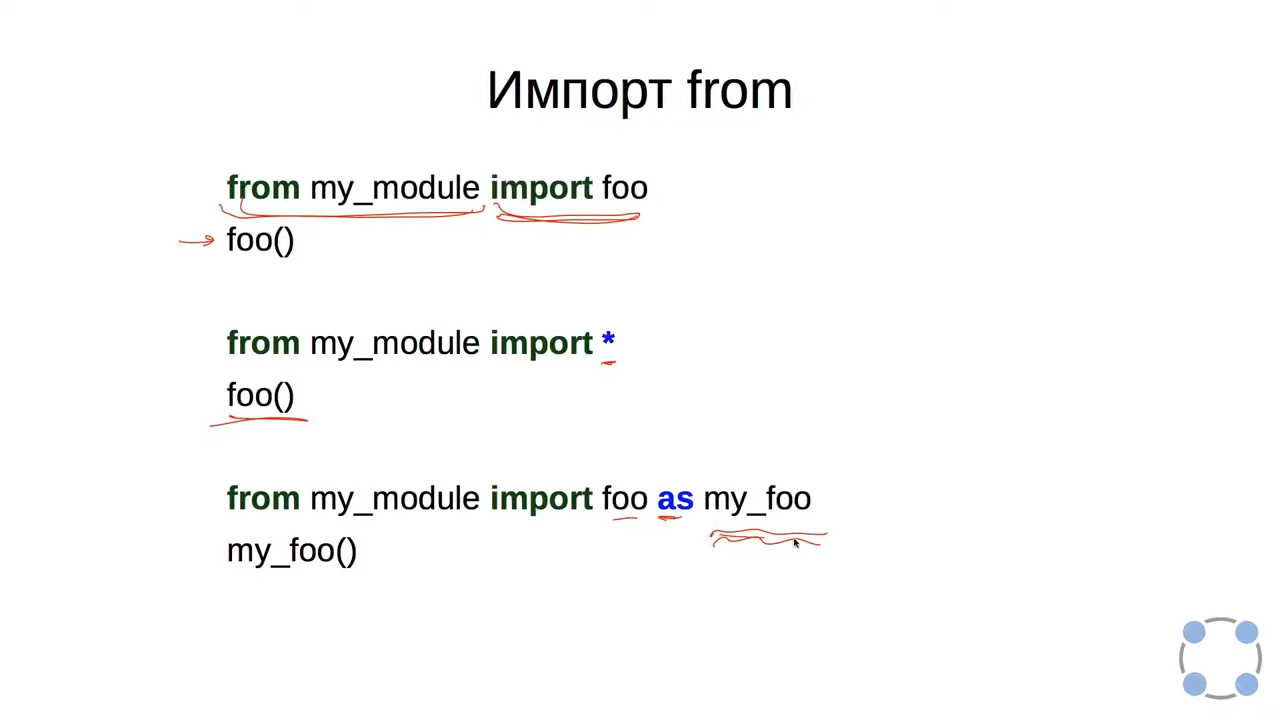 Импорт from
from my_module import foo
foo()
from my_module import *
foo()
from my_module import foo as my_foo
my_foo()